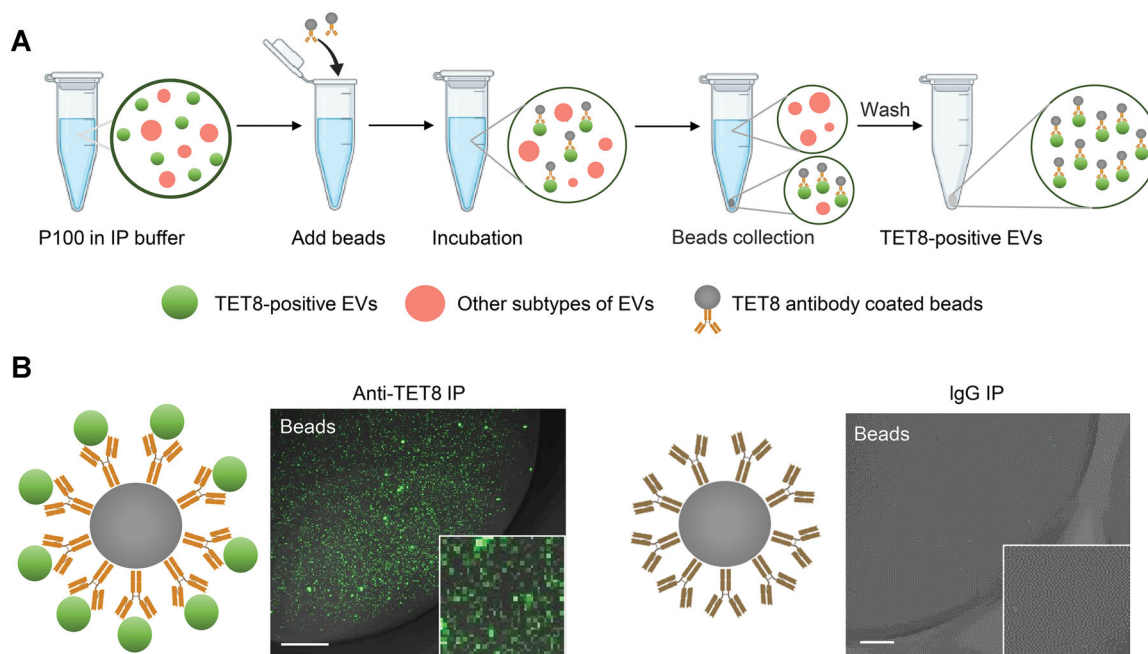 A
Wash
P100 in IP buffer
Add beads
Incubation
Beads collection
TET8-positive EVs
TET8-positive EVs
Other subtypes of EVs
TET8 antibody coated beads
B
Anti-TET8 IP
IgG IP
Beads
Beads